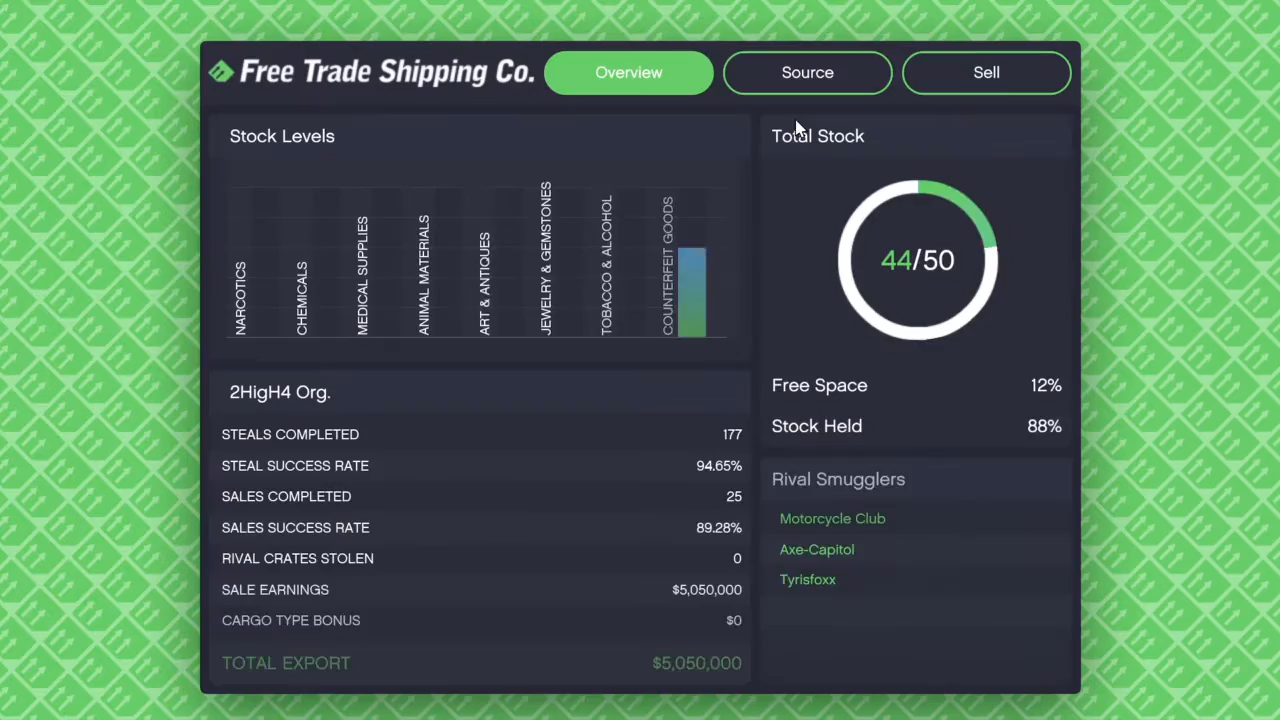 Free Trade Shipping Co.
Overview
Source
Sell
Stock Levels
NARCOTICS
CHEMICALS
MEDICAL SUPPLIES
ANIMAL MATERIALS
ART & ANTIQUES
JEWELRY & GEMSTONES
TOBACCO & ALCOHOL
COUNTERFEIT GOODS
Total Stock
44/50
Free Space 12%
Stock Held 88%
2HighH4 Org.
STEALS COMPLETED 177
STEAL SUCCESS RATE 94.65%
SALES COMPLETED 25
SALES SUCCESS RATE 89.28%
RIVAL CRATES STOLEN 0
SALE EARNINGS $5,050,000
CARGO TYPE BONUS $0
TOTAL EXPORT $5,050,000
Rival Smugglers
Motorcycle Club
Axe-Capitol
Tyrisfoxx